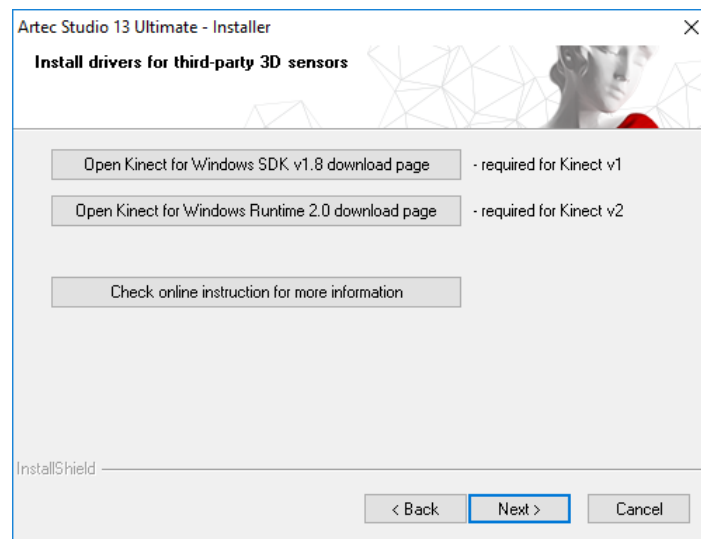 Artec Studio 13 Ultimate - Installer
Install drivers for third-party 3D sensors
Open Kinect for Windows SDK v1.8 download page - required for Kinect v1
Open Kinect for Windows Runtime 2.0 download page - required for Kinect v2
Check online instruction for more information
InstallShield
< Back Next > Cancel